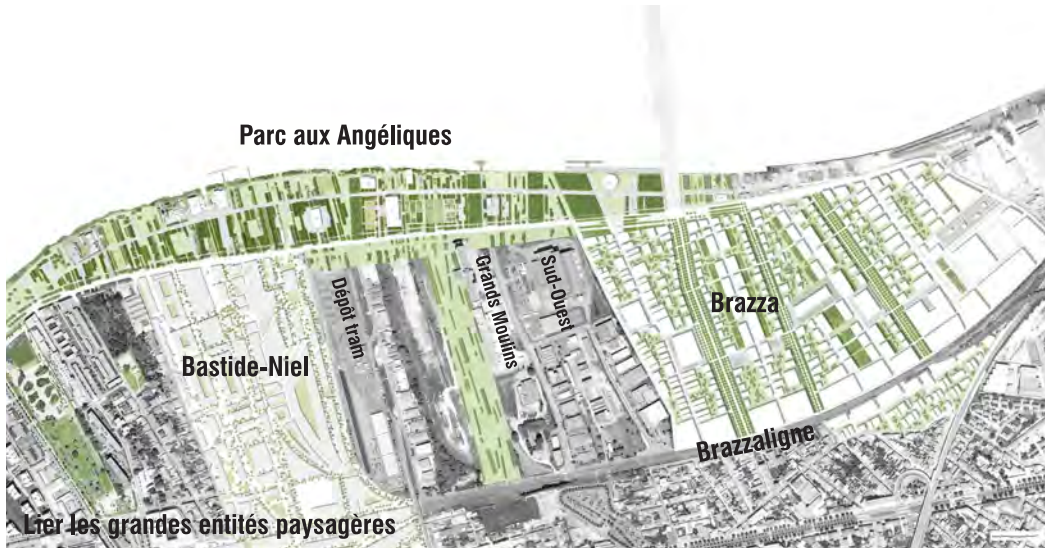 Parc aux Angéliques
Dépôt tram
Grands Moulins
Sud-Ouest
Brazza
Bastide-Niel
Brazzaligne
Lier les grandes entités paysagères